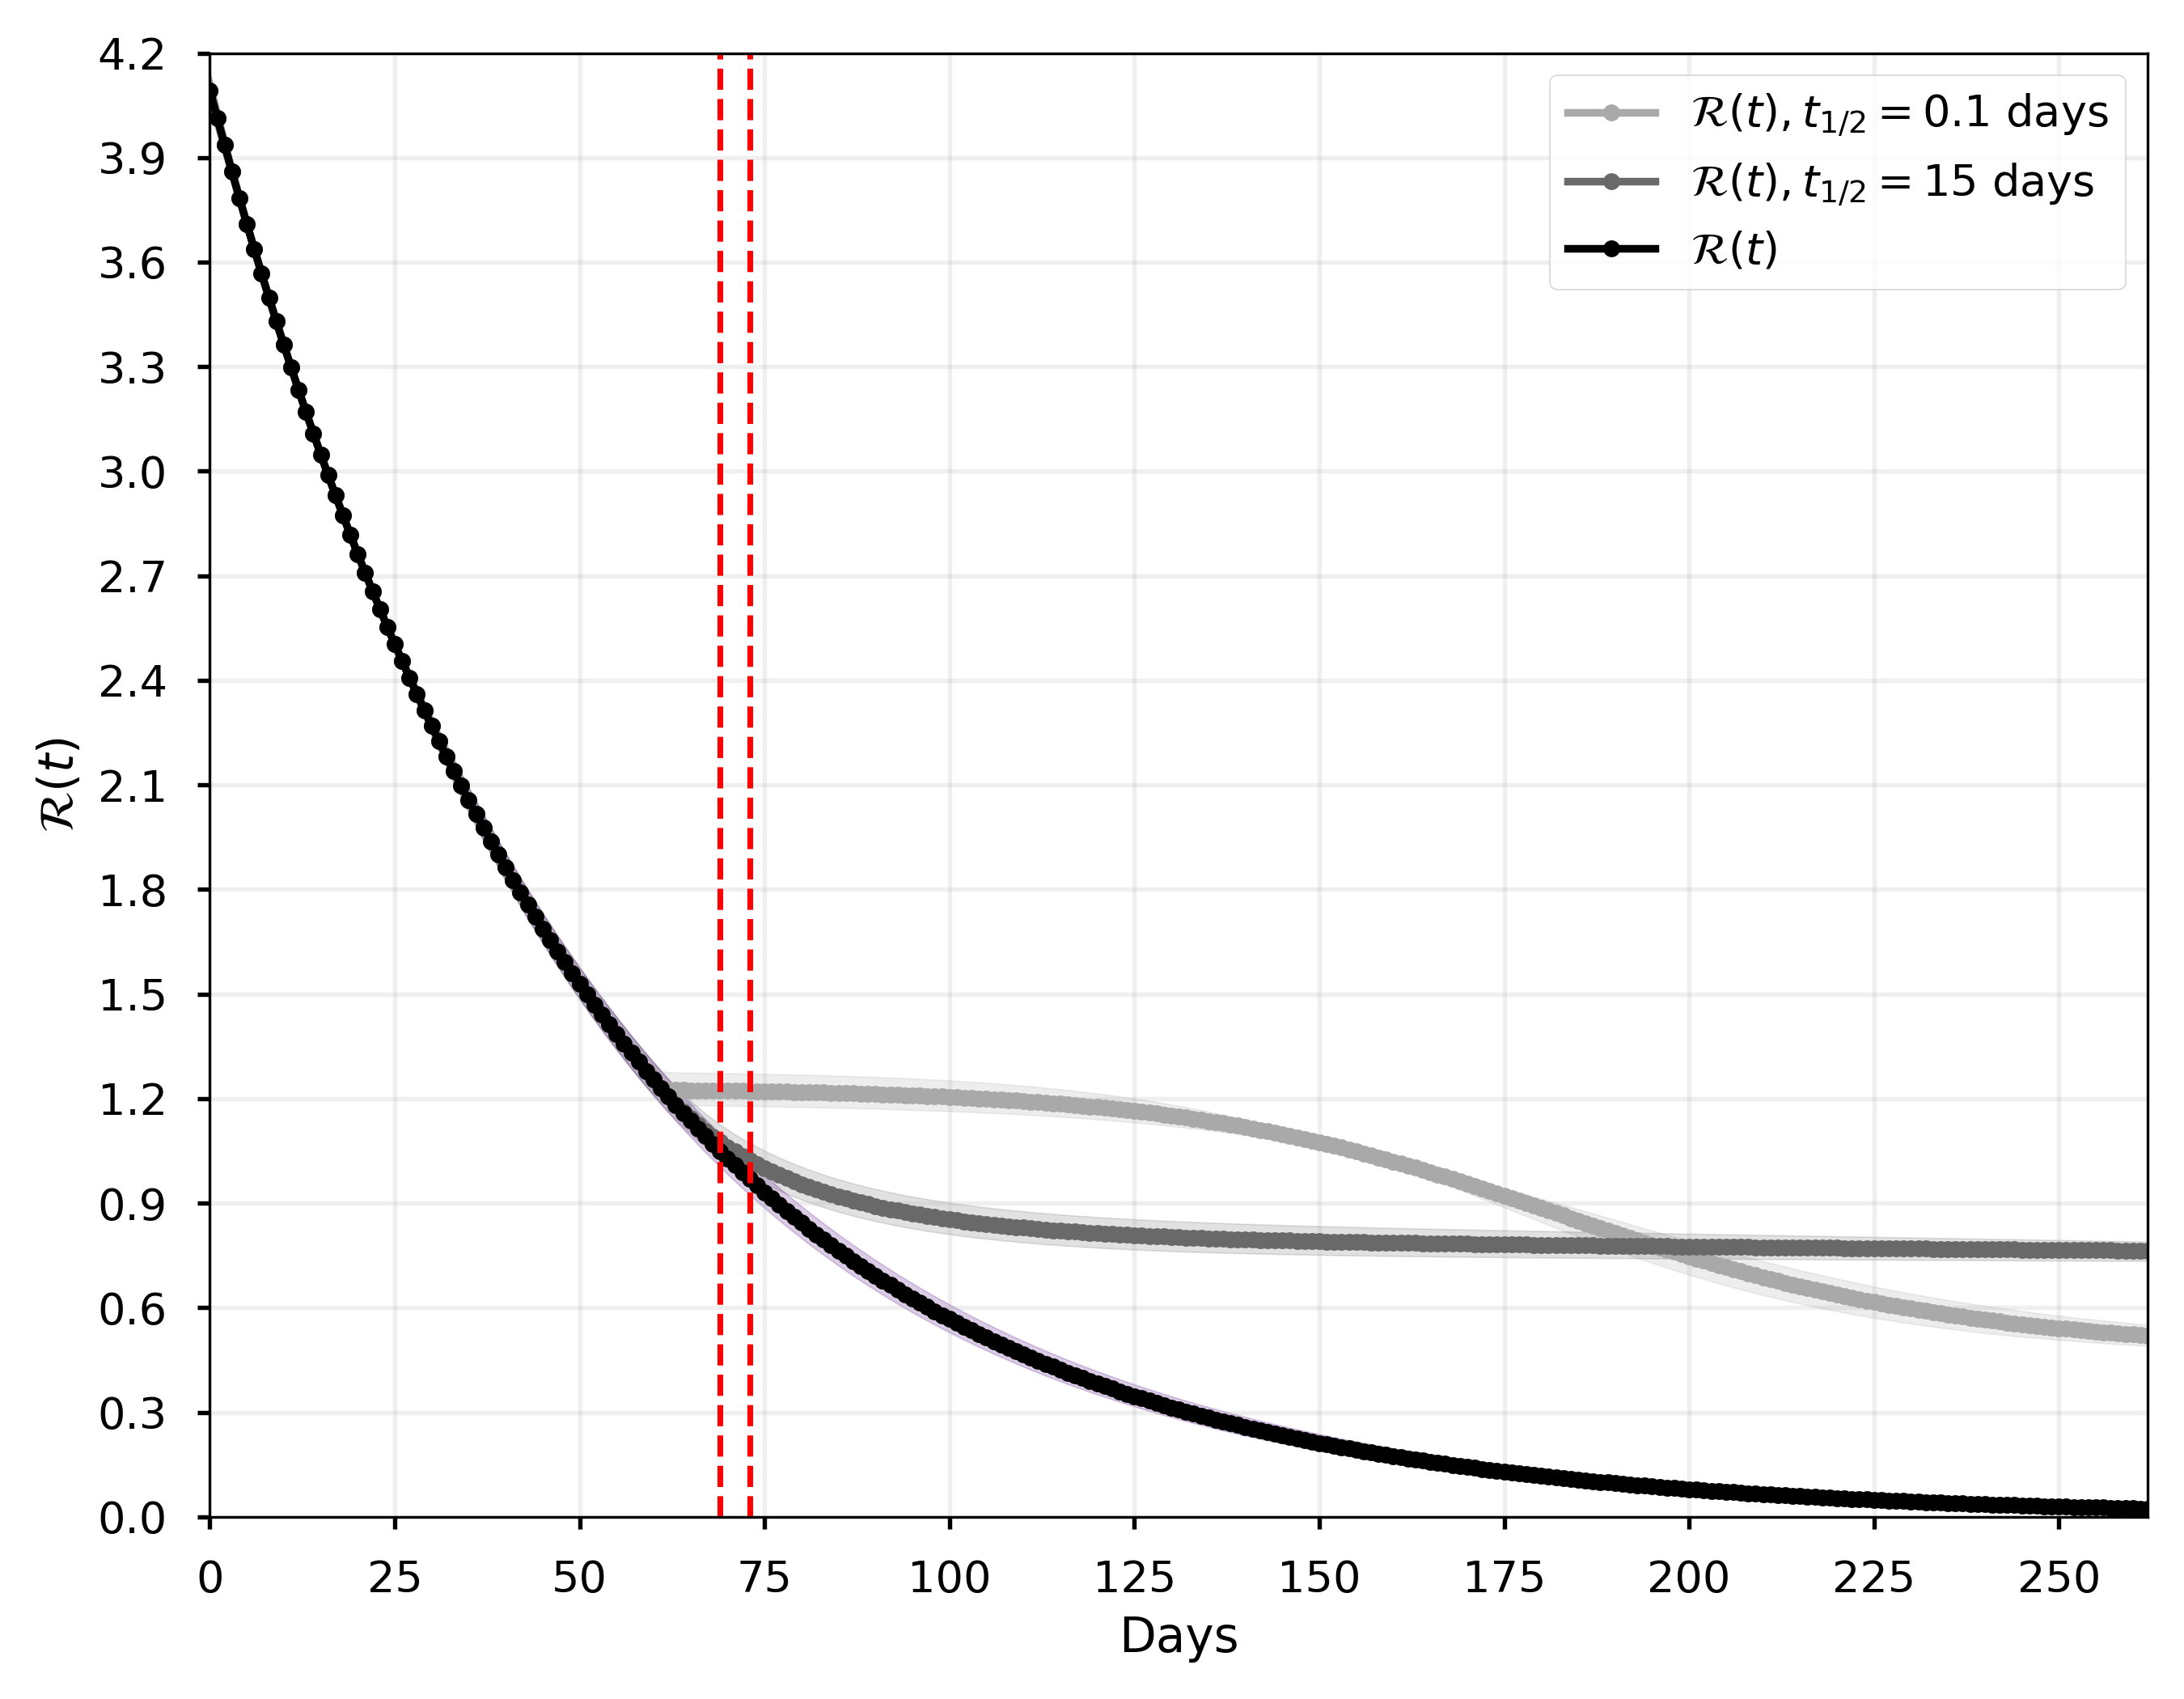 4.2
3.9
3.6
3.3
3.0
2.7
2.4
2.1
1.8
1.5
1.2
0.9
0.6
0.3
0.0
ℛ(t)
ℛ(t), t1/2 = 0.1 days
ℛ(t), t1/2 = 15 days
ℛ(t)
0 25 50 75 100 125 150 175 200 225 250
Days